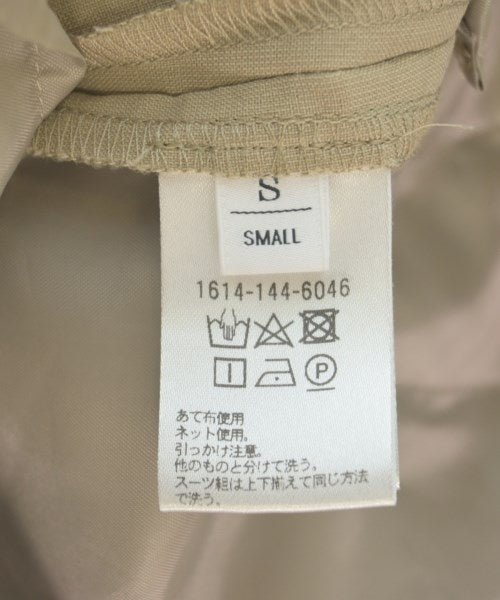 S
SMALL
1614-144-6046
P
あて布使用
ネット使用。
引っかけ注意。
他のものと分けて洗う。
スーツ組は上下揃えて同じ方法
で洗う。